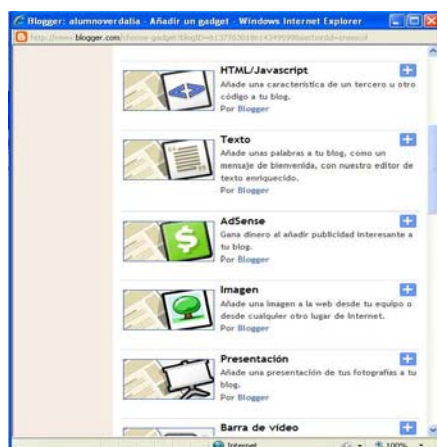 Blogger: alumnoverdalia - Añadir un gadget - Windows Internet Explorer
http://www.blogger.com/
HTML/Javascript
Añade una característica de un tercero u otro
código a tu blog.
Por Blogger
Texto
Añade unas palabras a tu blog, como un
mensaje de bienvenida, con nuestro editor de
texto enriquecido.
Por Blogger
AdSense
Gana dinero al añadir publicidad interesante a
tu blog.
Por Blogger
Imagen
Añade una imagen a la web desde tu equipo o
desde cualquier otro lugar de Internet.
Por Blogger
Presentación
Añade una presentación de tus fotografías a tu
blog.
Por Blogger
Barra de vídeo
Internet
100%